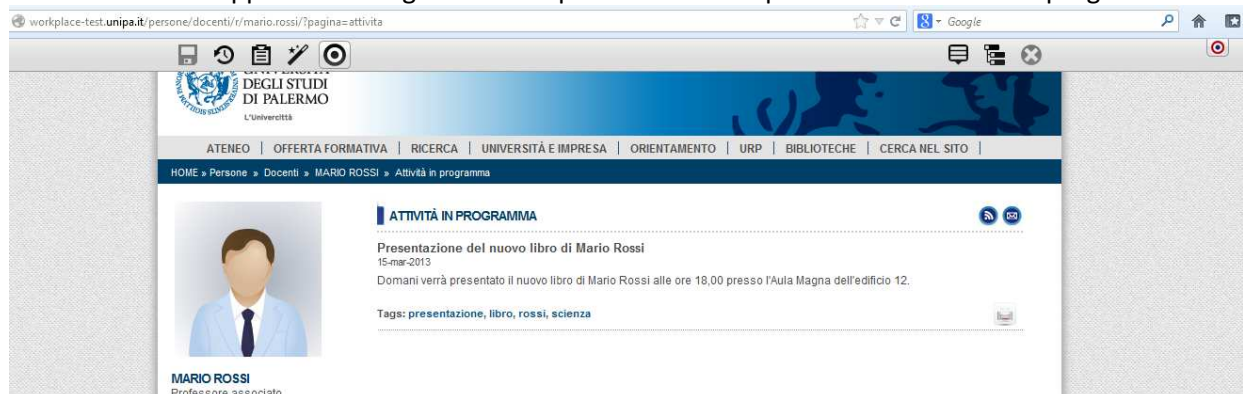 workplace-test.unipa.it/persone/docenti/r/mario.rossi/?pagina=attivita
Google
UNIVERSITÀ
DEGLI STUDI
DI PALERMO
L'Univercittà
ATENEO | OFFERTA FORMATIVA | RICERCA | UNIVERSITÀ E IMPRESA | ORIENTAMENTO | URP | BIBLIOTECHE | CERCA NEL SITO |
HOME » Persone » Docenti » MARIO ROSSI » Attività in programma
ATTIVITÀ IN PROGRAMMA
Presentazione del nuovo libro di Mario Rossi
15-mar-2013
Domani verrà presentato il nuovo libro di Mario Rossi alle ore 18,00 presso l'Aula Magna dell'edificio 12.
Tags: presentazione, libro, rossi, scienza
MARIO ROSSI
Professore associato